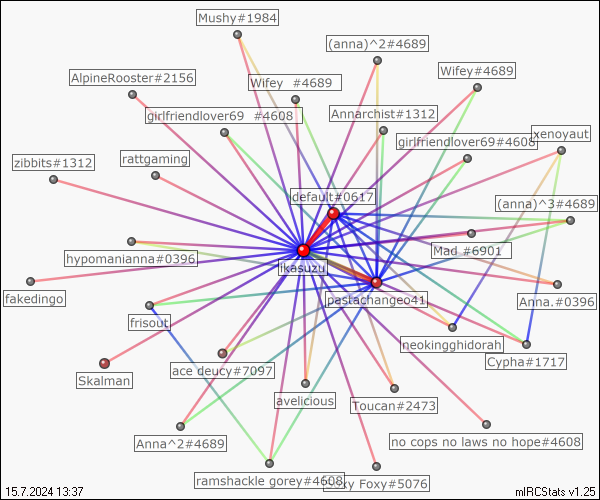 Mushy#1984
(anna)^2#4689
AlpineRooster#2156
Wifey #4689
Wifey#4689
girlfriendlover69 #4608
Annarchist#1312
girlfriendlover69#4608
xenoyaut
zibbits#1312
rattgaming
default#0617
(anna)^3#4689
hypomanianna#0396
Mad #6901
ikasuzu
fakedingo
pastachange041
Anna.#0396
frisout
neokingghidorah
Cypha#1717
Skalman
ace deucy#7097
avelicious
Toucan#2473
Anna^2#4689
no cops no laws no hope#4608
ramshackle gorey#4608
Foxy#5076
15.7.2024 13:37
mIRCStats v1.25